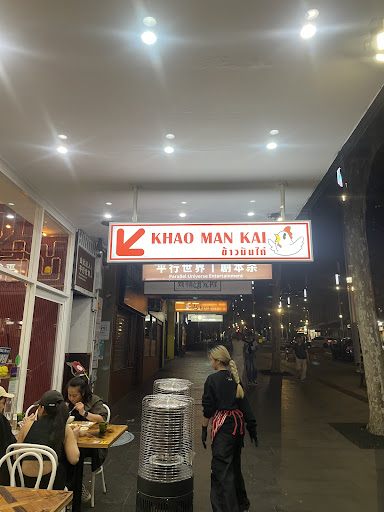 KHAO MAN KAI
ข้าวมันไก่
平行世界 | 剧本杀
Parallel Universe Entertainment